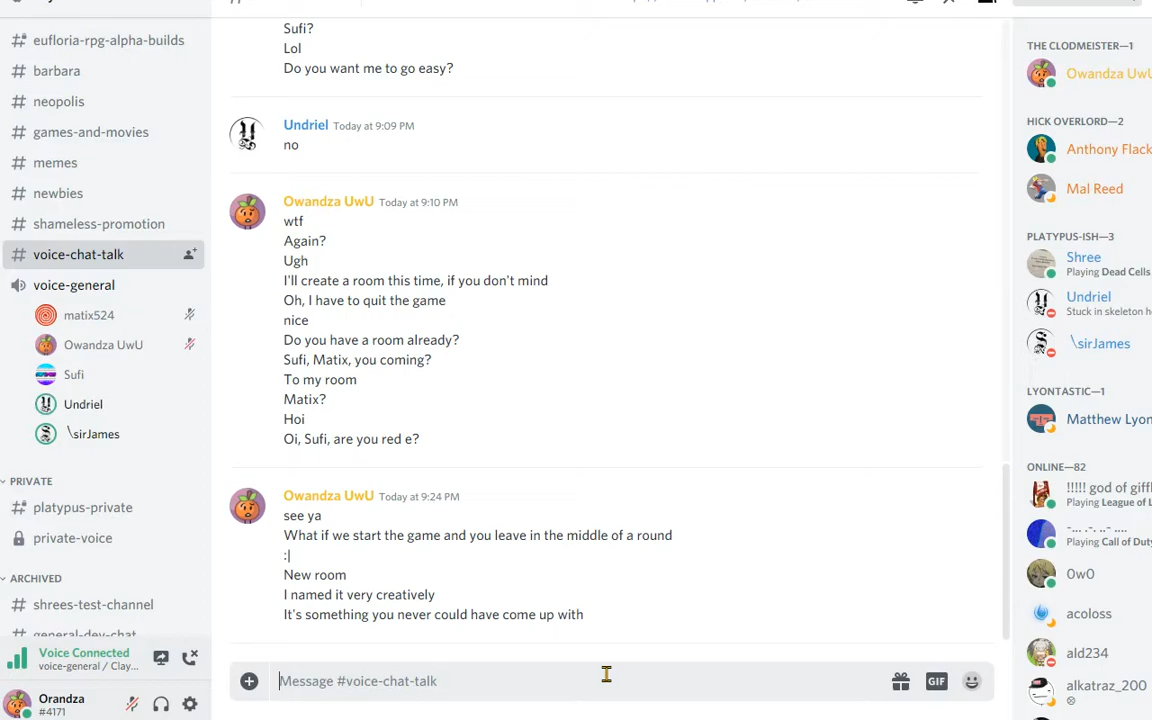 eufloria-rpg-alpha-builds
barbara
neopolis
games-and-movies
memes
newbies
shameless-promotion
voice-chat-talk
voice-general
matix524
Owandza UwU
Sufi
Undriel
\sirJames
PRIVATE
platypus-private
private-voice
ARCHIVED
shrees-test-channel
general-dev-chat
Voice Connected
voice-general / Clay...
Orandza
#4171
Sufi?
Lol
Do you want me to go easy?
Undriel Today at 9:09 PM
no
Owandza UwU Today at 9:10 PM
wtf
Again?
Ugh
I'll create a room this time, if you don't mind
Oh, I have to quit the game
nice
Do you have a room already?
Sufi, Matix, you coming?
To my room
Matix?
Hoi
Oi, Sufi, are you red e?
Owandza UwU Today at 9:24 PM
see ya
What if we start the game and you leave in the middle of a round
:|
New room
I named it very creatively
It's something you never could have come up with
Message #voice-chat-talk
GIF
THE CLODMEISTER—1
Owandza UwU
HICK OVERLORD—2
Anthony Flack
Mal Reed
PLATYPUS-ISH—3
Shree
Playing Dead Cells
Undriel
Stuck in skeleton h
\sirJames
LYONTASTIC—1
Matthew Lyon
ONLINE—82
!!!!! god of giffl
Playing League of L
Playing Call of Duty
0w0
acoloss
ald234
alkatraz_200